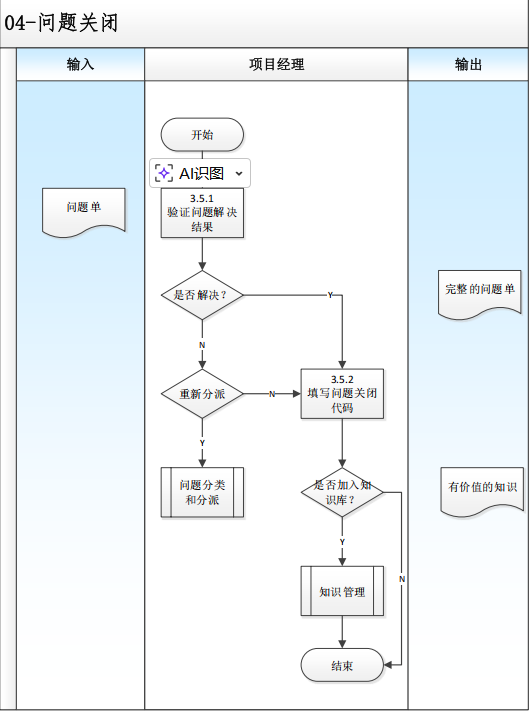 04-问题关闭
输入
项目经理
输出
开始
AI识图
问题单
3.5.1
验证问题解决
结果
是否解决？
Y
完整的问题单
N
重新分派
N
3.5.2
填写问题关闭
代码
Y
问题分类
和分派
是否加入知
识库？
有价值的知识
Y
N
知识管理
结束